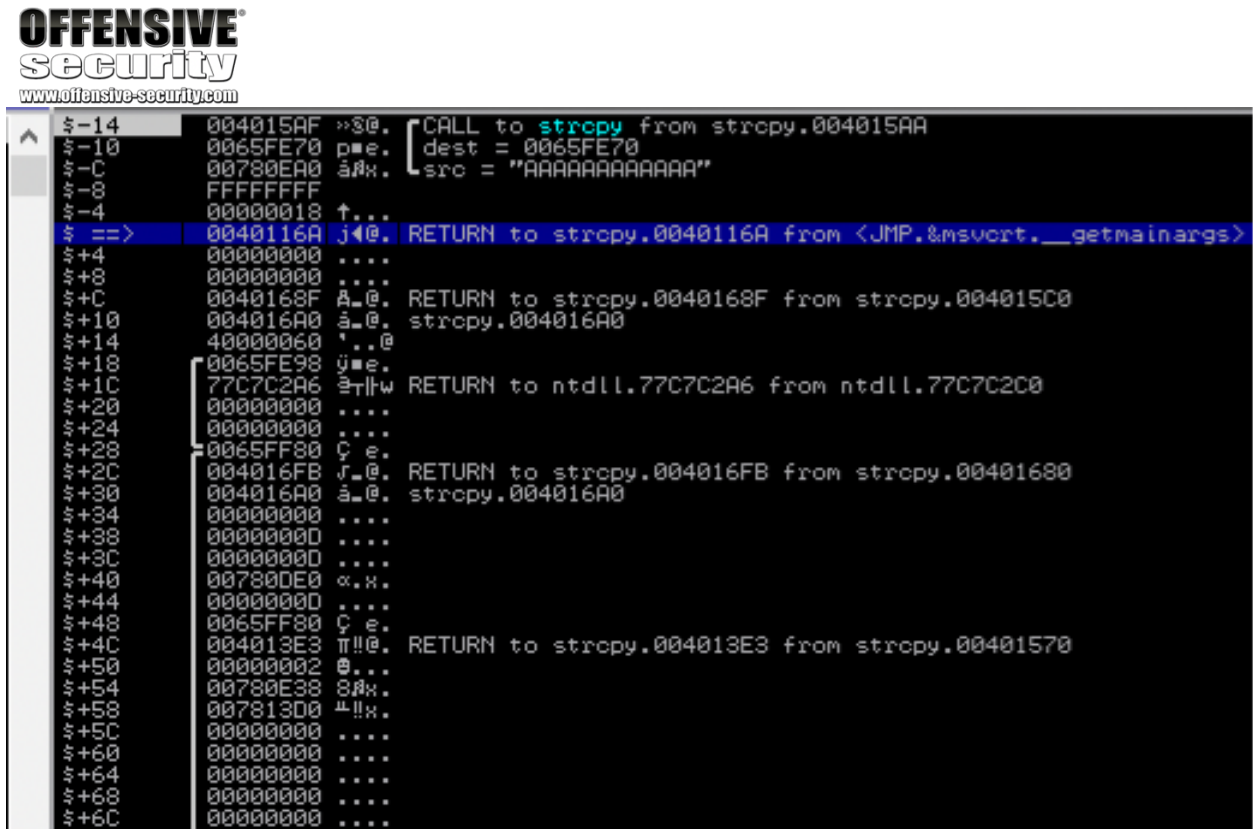 OFFENSIVE®
security
www.offensive-security.com
$-14 004015AF »S@. CALL to strcpy from strcpy.004015AA
$-10 0065FE70 p■e. dest = 0065FE70
$-C 00780EA0 á♫x. src = "AAAAAAAAAAAA"
$-8 FFFFFFFF
$-4 00000018 ↑...
$ ==> 0040116A j◄@. RETURN to strcpy.0040116A from <JMP.&msvcrt.__getmainargs>
$+4 00000000 ....
$+8 00000000 ....
$+C 0040168F Å_@. RETURN to strcpy.0040168F from strcpy.004015C0
$+10 004016A0 á_@. strcpy.004016A0
$+14 40000060 `..@
$+18 0065FE98 ÿ■e.
$+1C 77C7C2A6 ª┬╟w RETURN to ntdll.77C7C2A6 from ntdll.77C7C2C0
$+20 00000000 ....
$+24 00000000 ....
$+28 0065FF80 Ç e.
$+2C 004016FB √_@. RETURN to strcpy.004016FB from strcpy.00401680
$+30 004016A0 á_@. strcpy.004016A0
$+34 00000000 ....
$+38 0000000D ....
$+3C 0000000D ....
$+40 00780DE0 α.x.
$+44 0000000D ....
$+48 0065FF80 Ç e.
$+4C 004013E3 π‼@. RETURN to strcpy.004013E3 from strcpy.00401570
$+50 00000002 ☻...
$+54 00780E38 8♫x.
$+58 007813D0 ╨‼x.
$+5C 00000000 ....
$+60 00000000 ....
$+64 00000000 ....
$+68 00000000 ....
$+6C 00000000 ....